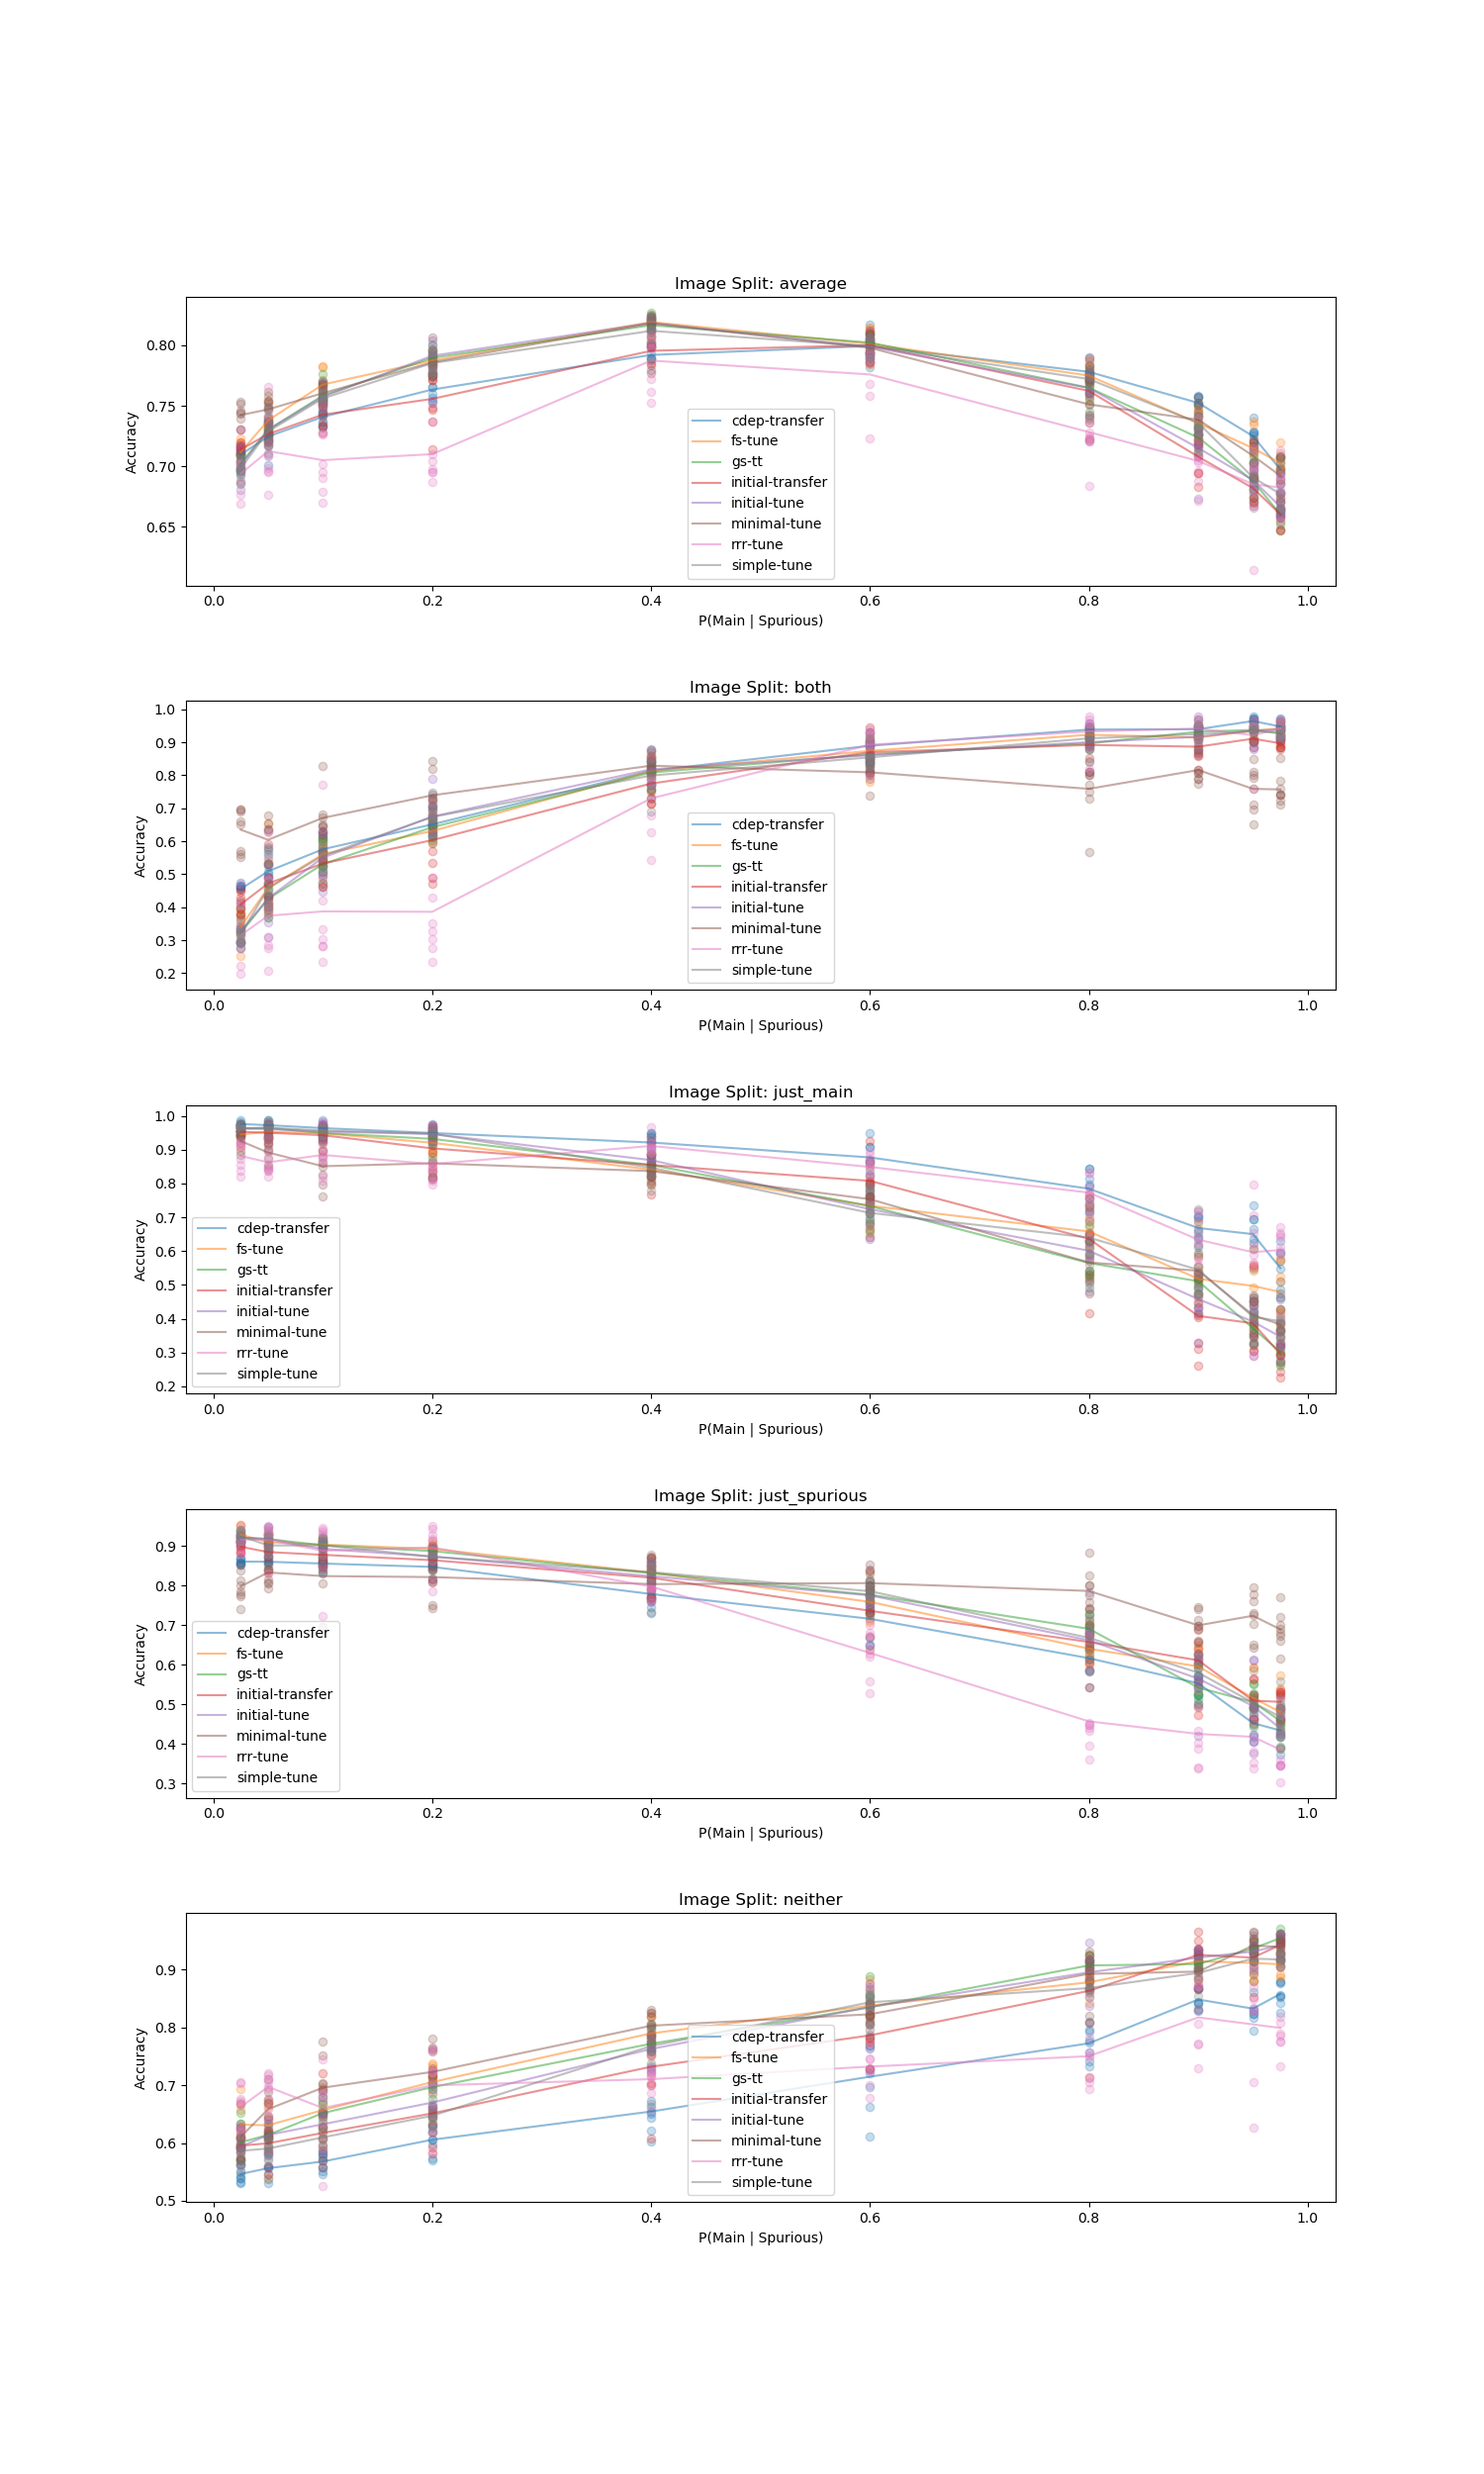 Image Split: average
0.80
0.75
0.70
0.65
Accuracy
cdep-transfer
fs-tune
gs-tt
initial-transfer
initial-tune
minimal-tune
rrr-tune
simple-tune
0.0 0.2 0.4 0.6 0.8 1.0
P(Main | Spurious)
Image Split: both
1.0
0.9
0.8
0.7
0.6
0.5
0.4
0.3
0.2
Accuracy
cdep-transfer
fs-tune
gs-tt
initial-transfer
initial-tune
minimal-tune
rrr-tune
simple-tune
0.0 0.2 0.4 0.6 0.8 1.0
P(Main | Spurious)
Image Split: just_main
1.0
0.9
0.8
0.7
0.6
0.5
0.4
0.3
0.2
Accuracy
cdep-transfer
fs-tune
gs-tt
initial-transfer
initial-tune
minimal-tune
rrr-tune
simple-tune
0.0 0.2 0.4 0.6 0.8 1.0
P(Main | Spurious)
Image Split: just_spurious
0.9
0.8
0.7
0.6
0.5
0.4
0.3
Accuracy
cdep-transfer
fs-tune
gs-tt
initial-transfer
initial-tune
minimal-tune
rrr-tune
simple-tune
0.0 0.2 0.4 0.6 0.8 1.0
P(Main | Spurious)
Image Split: neither
0.9
0.8
0.7
0.6
0.5
Accuracy
cdep-transfer
fs-tune
gs-tt
initial-transfer
initial-tune
minimal-tune
rrr-tune
simple-tune
0.0 0.2 0.4 0.6 0.8 1.0
P(Main | Spurious)